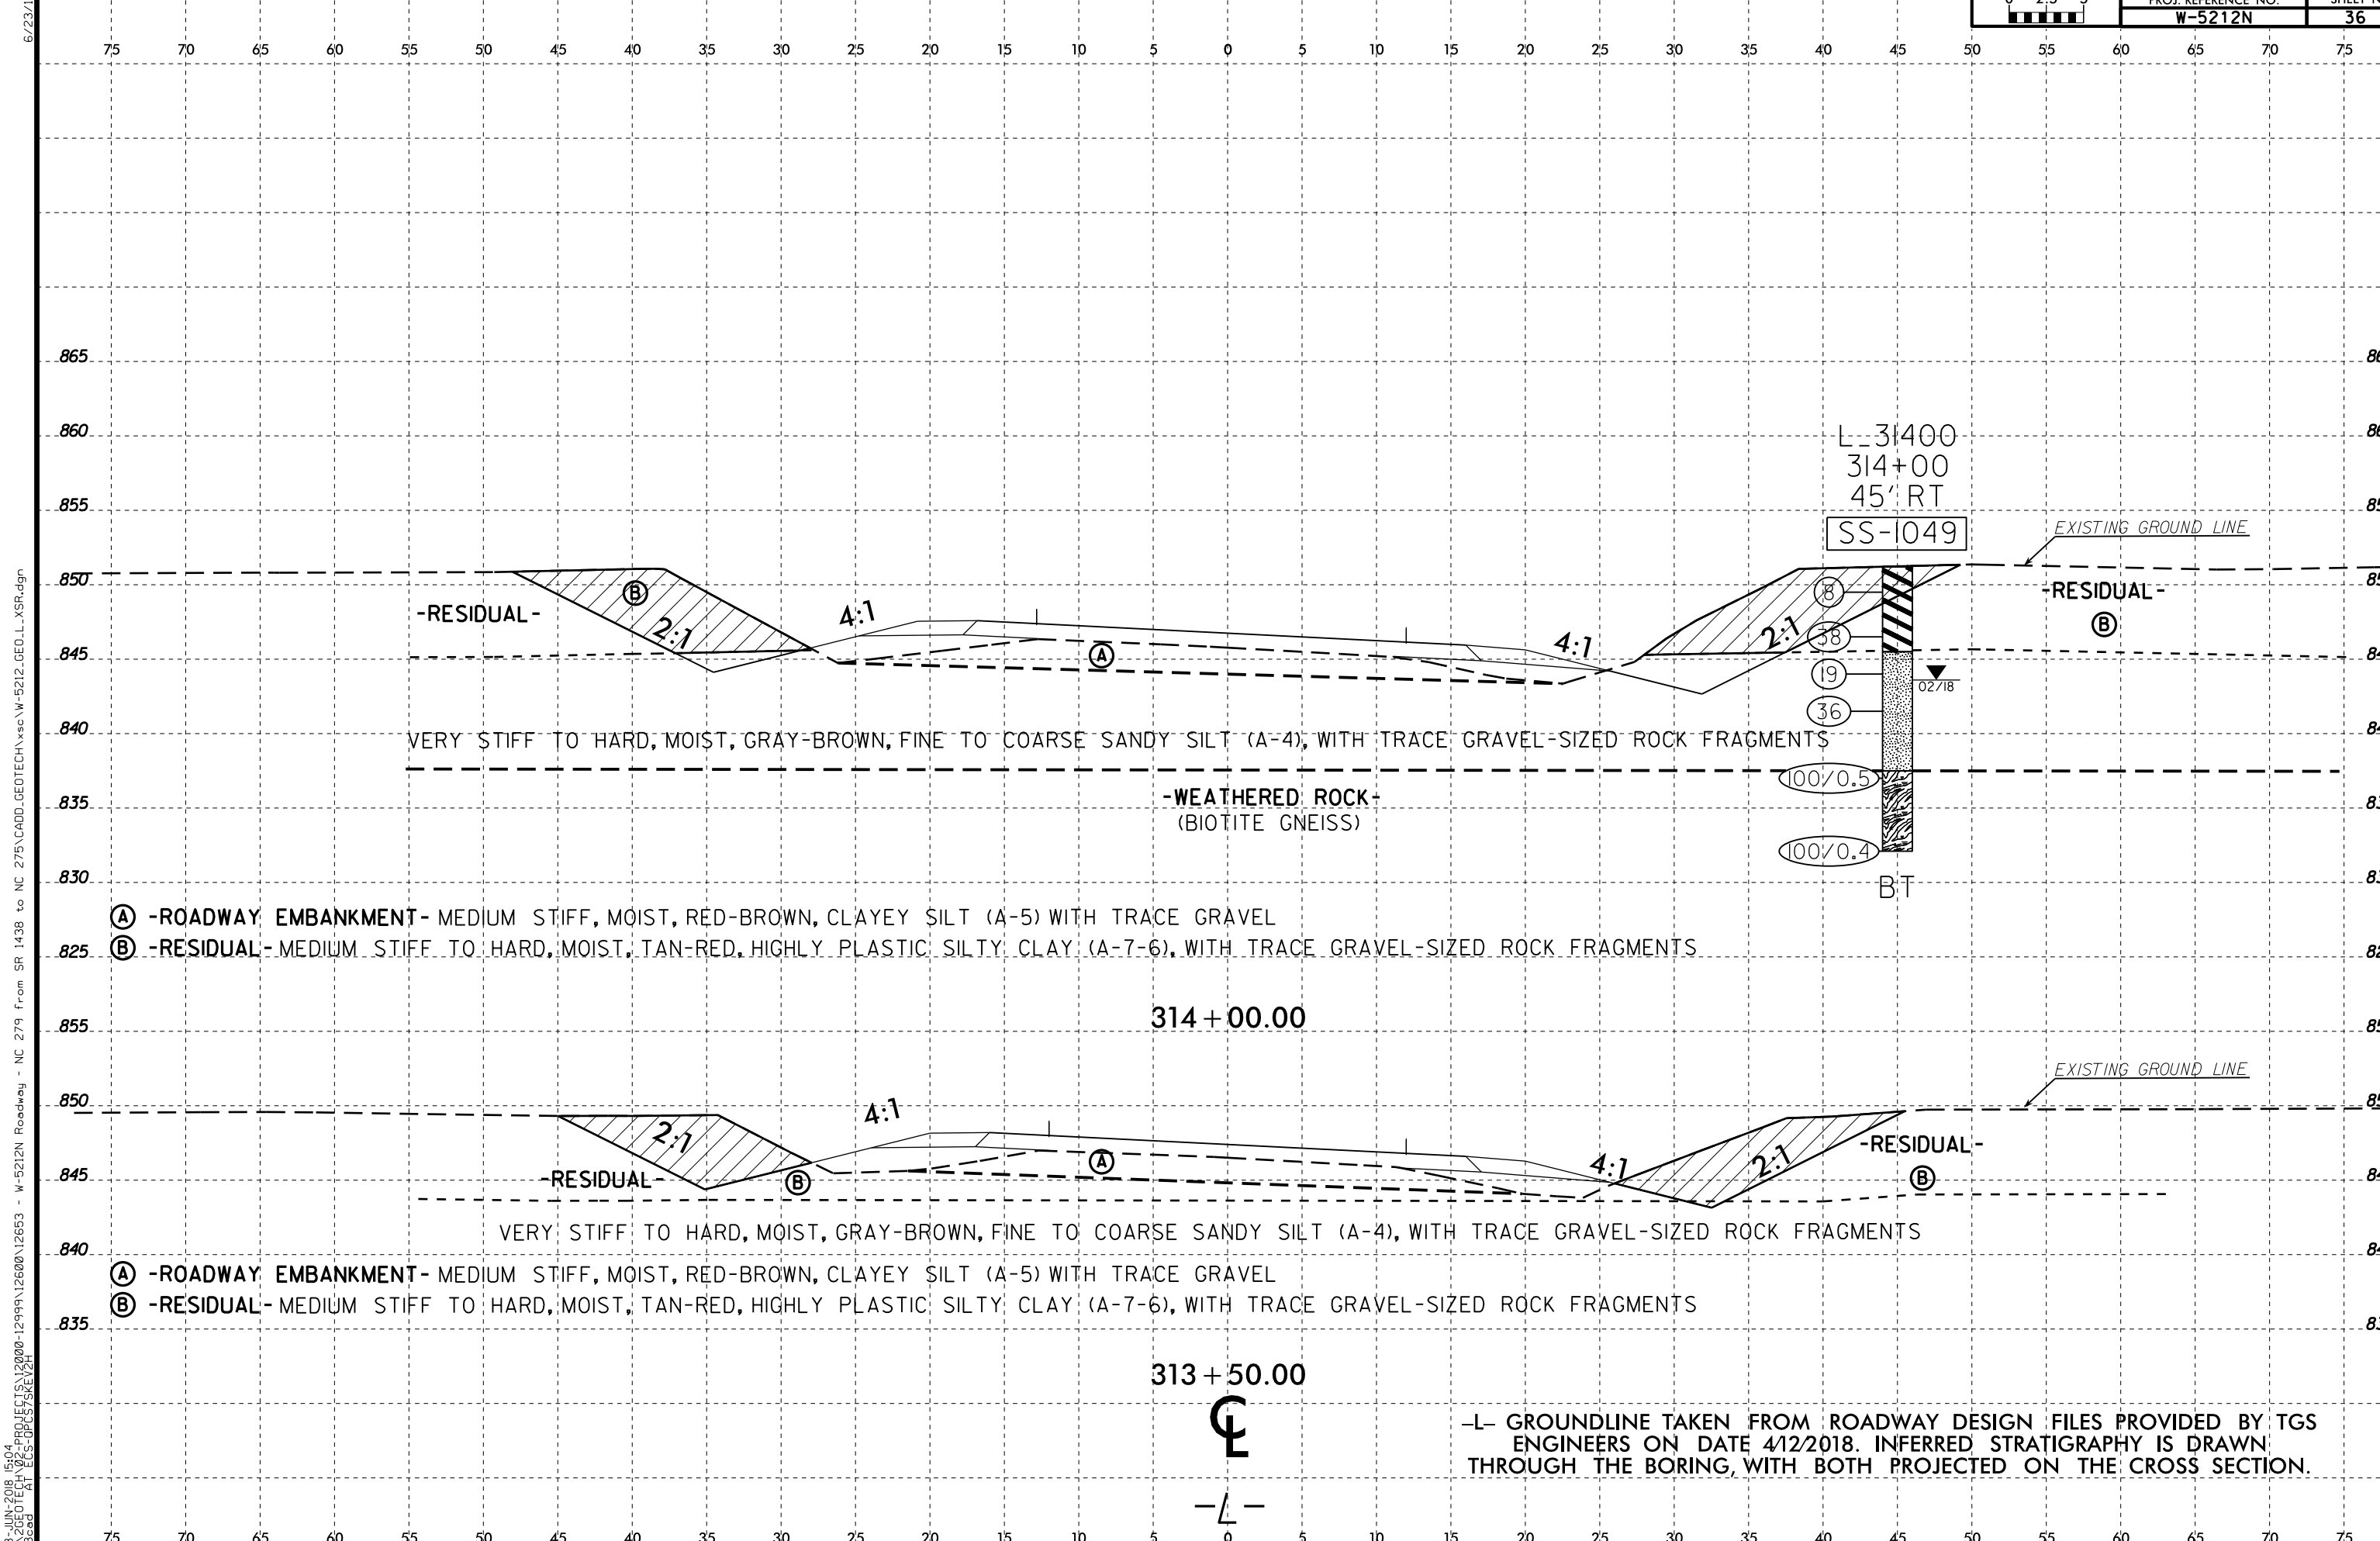 PROJ. REFERENCE NO.
W-5212N 36
75 70 65 60 55 50 45 40 35 30 25 20 15 10 5 0 5 10 15 20 25 30 35 40 45 50 55 60 65 70 75
865
860
L_31400
314+00
855
45' RT
SS-1049
EXISTING GROUND LINE
850
B
8
-RESIDUAL-
-RESIDUAL-
4:1
B
2:1
2:1
38
845
A
4:1
19
02/18
36
840
VERY STIFF TO HARD, MOIST, GRAY-BROWN, FINE TO COARSE SANDY SILT (A-4), WITH TRACE GRAVEL-SIZED ROCK FRAGMENTS
100/0.5
835
-WEATHERED ROCK-
(BIOTITE GNEISS)
100/0.4
830
BT
A -ROADWAY EMBANKMENT- MEDIUM STIFF, MOIST, RED-BROWN, CLAYEY SILT (A-5) WITH TRACE GRAVEL
B -RESIDUAL- MEDIUM STIFF TO HARD, MOIST, TAN-RED, HIGHLY PLASTIC SILTY CLAY (A-7-6), WITH TRACE GRAVEL-SIZED ROCK FRAGMENTS
825
314+00.00
855
EXISTING GROUND LINE
850
4:1
2:1
-RESIDUAL-
A
4:1
2:1
845
-RESIDUAL-
B
B
VERY STIFF TO HARD, MOIST, GRAY-BROWN, FINE TO COARSE SANDY SILT (A-4), WITH TRACE GRAVEL-SIZED ROCK FRAGMENTS
840
A -ROADWAY EMBANKMENT- MEDIUM STIFF, MOIST, RED-BROWN, CLAYEY SILT (A-5) WITH TRACE GRAVEL
B -RESIDUAL- MEDIUM STIFF TO HARD, MOIST, TAN-RED, HIGHLY PLASTIC SILTY CLAY (A-7-6), WITH TRACE GRAVEL-SIZED ROCK FRAGMENTS
835
313+50.00
℄
-L-
-L- GROUNDLINE TAKEN FROM ROADWAY DESIGN FILES PROVIDED BY TGS
ENGINEERS ON DATE 4/12/2018. INFERRED STRATIGRAPHY IS DRAWN
THROUGH THE BORING, WITH BOTH PROJECTED ON THE CROSS SECTION.
75 70 65 60 55 50 45 40 35 30 25 20 15 10 5 0 5 10 15 20 25 30 35 40 45 50 55 60 65 70 75